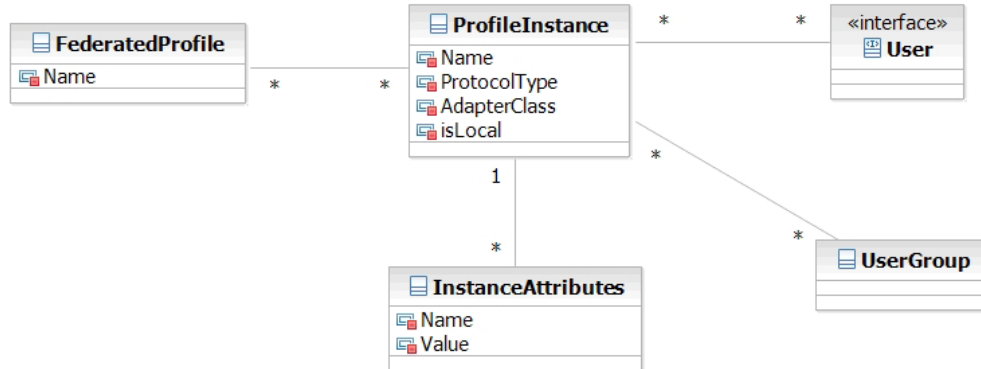 FederatedProfile
Name
*
*
ProfileInstance
Name
ProtocolType
AdapterClass
isLocal
*
*
«interface»
User
1
*
InstanceAttributes
Name
Value
*
*
UserGroup